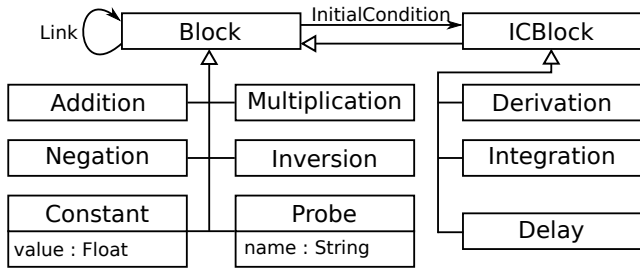 InitialCondition
Link
Block
ICBlock
Addition
Multiplication
Derivation
Negation
Inversion
Integration
Constant
Probe
Delay
value : Float
name : String